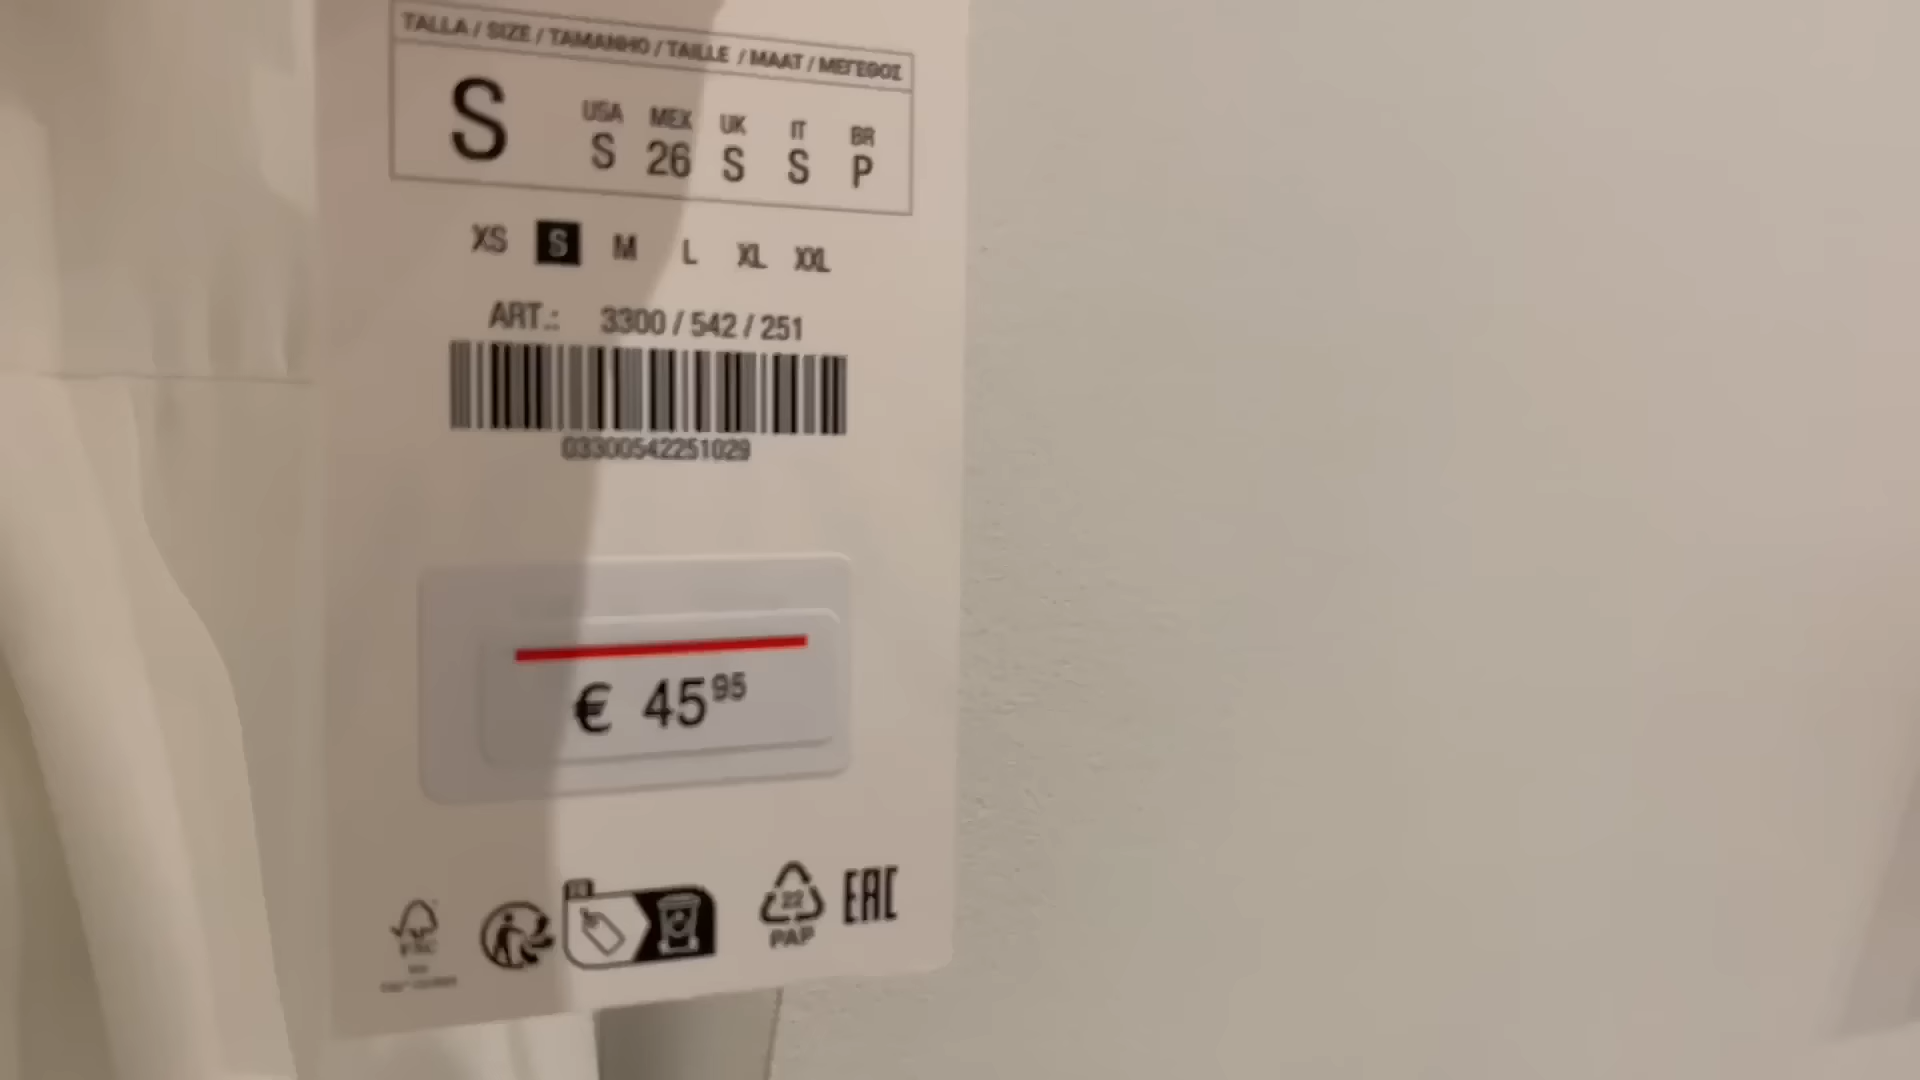 TALLA / SIZE / TAMANHO / TAILLE / MAAT / ΜΕΓΕΘΟΣ
S
USA MEX UK IT BR
S 26 S S P
XS S M L XL XXL
ART.: 3300 / 542 / 251
03300542251029
€ 45 95
FSC
22
PAP
EAC